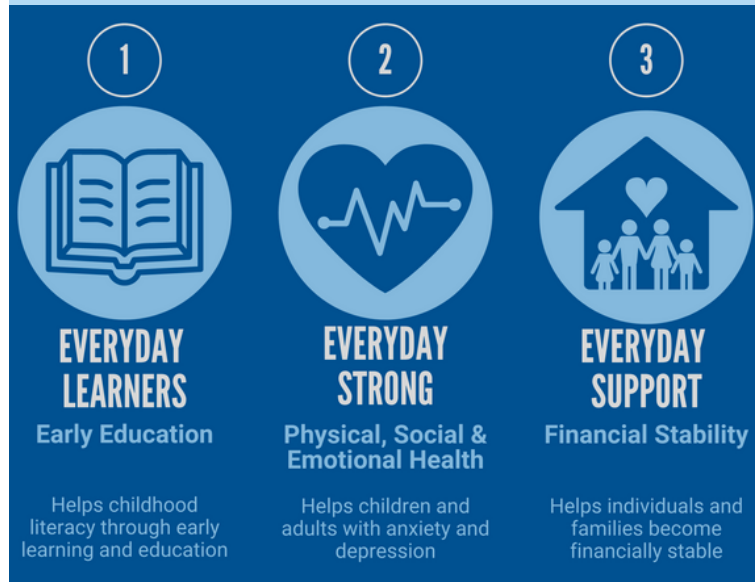 1
EVERYDAY
LEARNERS
Early Education
Helps childhood
literacy through early
learning and education
2
EVERYDAY
STRONG
Physical, Social &
Emotional Health
Helps children and
adults with anxiety and
depression
3
EVERYDAY
SUPPORT
Financial Stability
Helps individuals and
families become
financially stable